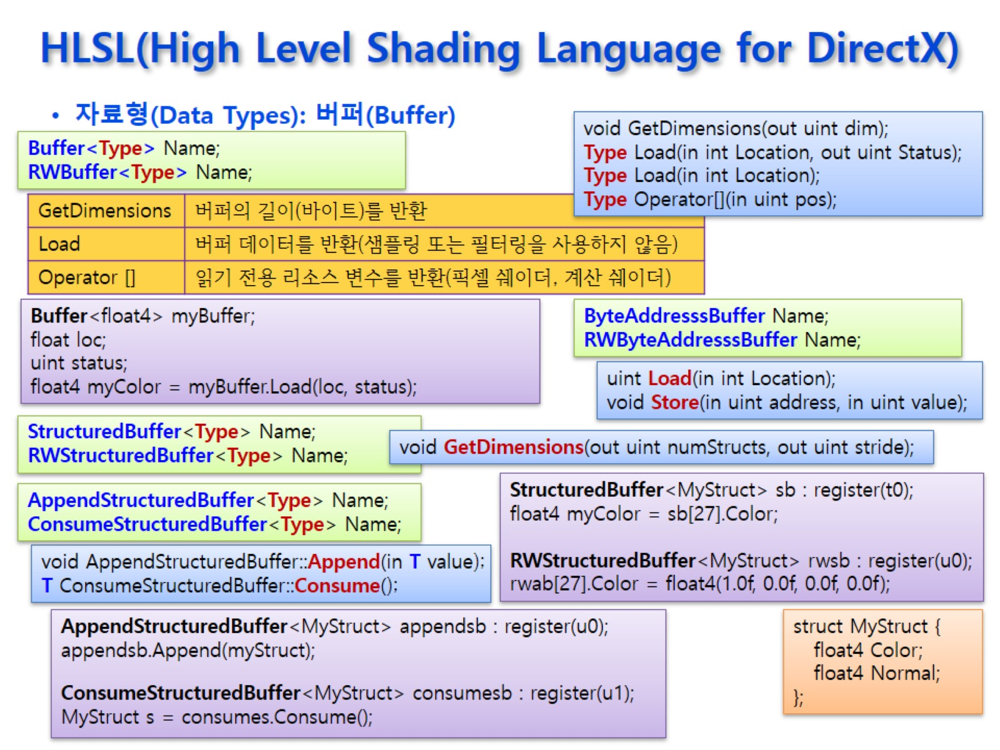 HLSL(High Level Shading Language for DirectX)
• 자료형(Data Types): 버퍼(Buffer)
Buffer<Type> Name;
RWBuffer<Type> Name;
void GetDimensions(out uint dim);
Type Load(in int Location, out uint Status);
Type Load(in int Location);
Type Operator[](in uint pos);
GetDimensions 버퍼의 길이(바이트)를 반환
Load 버퍼 데이터를 반환(샘플링 또는 필터링을 사용하지 않음)
Operator [] 읽기 전용 리소스 변수를 반환(픽셀 쉐이더, 계산 쉐이더)
Buffer<float4> myBuffer;
float loc;
uint status;
float4 myColor = myBuffer.Load(loc, status);
ByteAddresssBuffer Name;
RWByteAddresssBuffer Name;
uint Load(in int Location);
void Store(in uint address, in uint value);
StructuredBuffer<Type> Name;
RWStructuredBuffer<Type> Name;
void GetDimensions(out uint numStructs, out uint stride);
AppendStructuredBuffer<Type> Name;
ConsumeStructuredBuffer<Type> Name;
void AppendStructuredBuffer::Append(in T value);
T ConsumeStructuredBuffer::Consume();
StructuredBuffer<MyStruct> sb : register(t0);
float4 myColor = sb[27].Color;
RWStructuredBuffer<MyStruct> rwsb : register(u0);
rwab[27].Color = float4(1.0f, 0.0f, 0.0f, 0.0f);
AppendStructuredBuffer<MyStruct> appendsb : register(u0);
appendsb.Append(myStruct);
ConsumeStructuredBuffer<MyStruct> consumesb : register(u1);
MyStruct s = consumes.Consume();
struct MyStruct {
float4 Color;
float4 Normal;
};